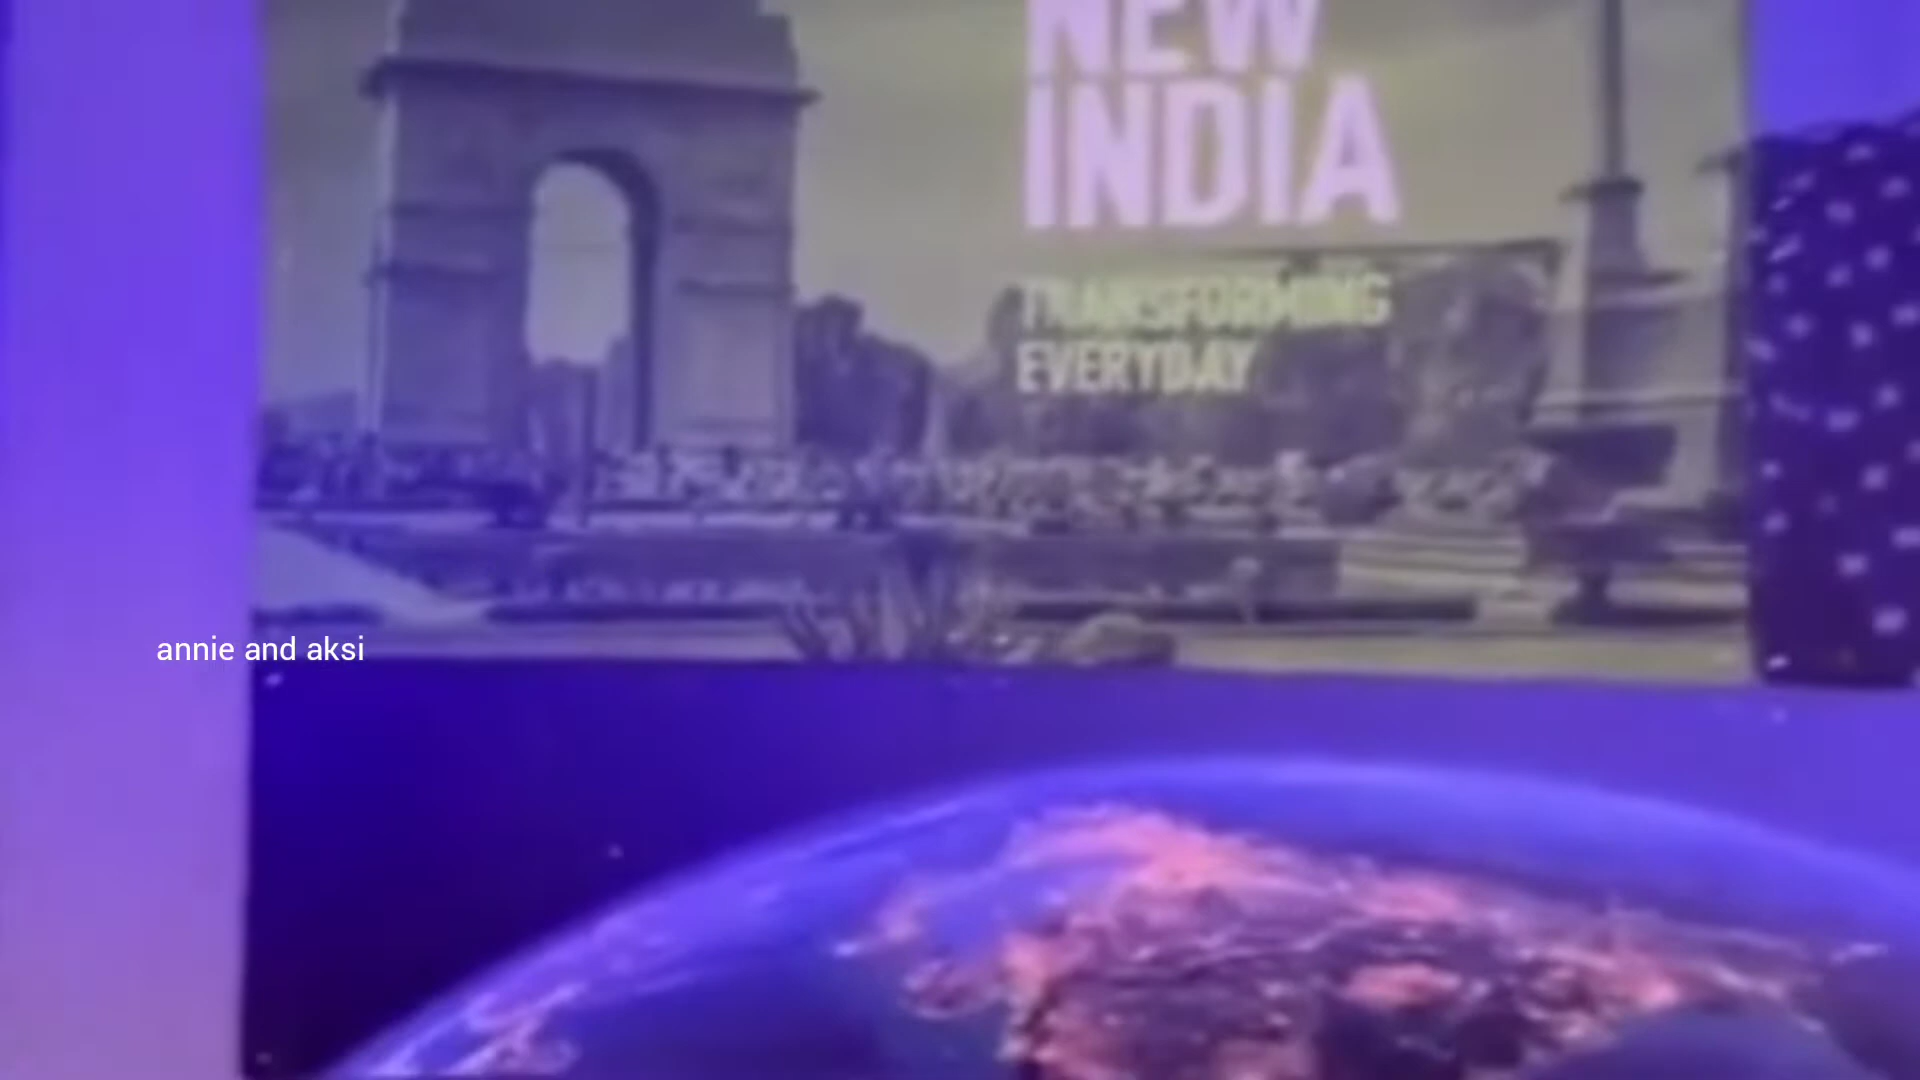 NEW
INDIA
TRANSFORMING
EVERYDAY
annie and aksi